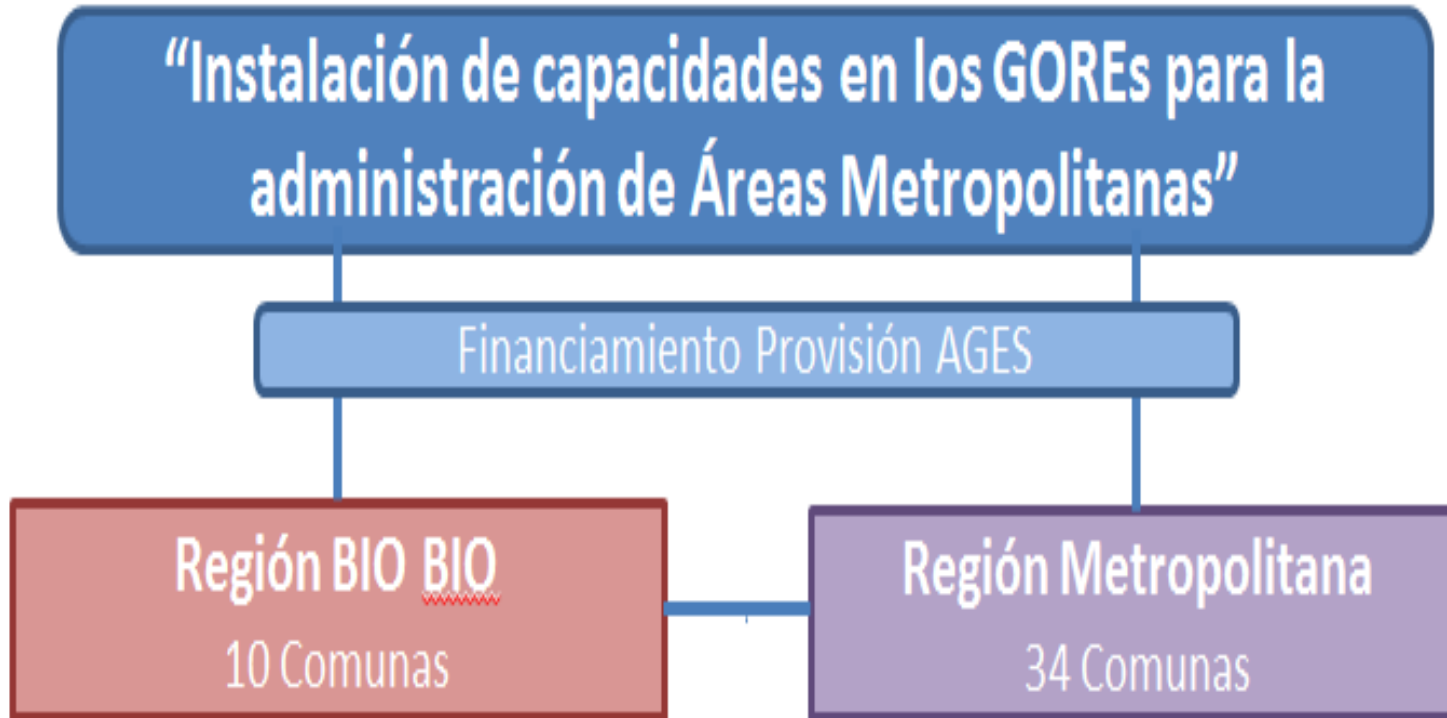 “Instalación de capacidades en los GOREs para la
administración de Áreas Metropolitanas”
Financiamiento Provisión AGES
Región BIO BIO
10 Comunas
Región Metropolitana
34 Comunas